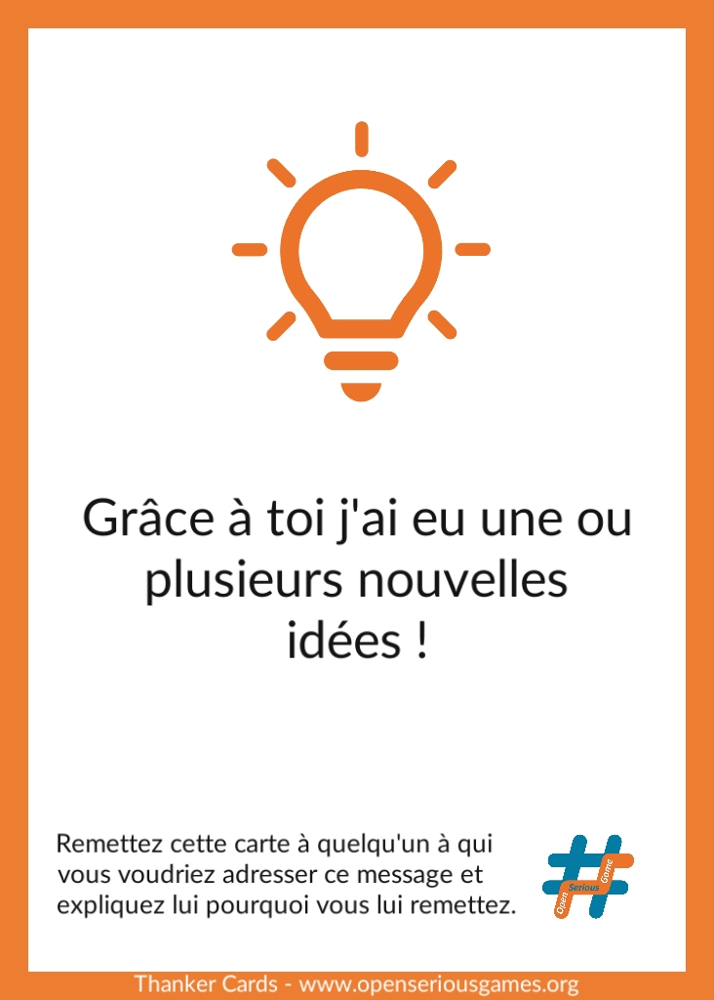 Grâce à toi j'ai eu une ou
plusieurs nouvelles
idées !
Remettez cette carte à quelqu'un à qui
vous voudriez adresser ce message et
expliquez lui pourquoi vous lui remettez.
Open Serious Game
Thanker Cards - www.openseriousgames.org